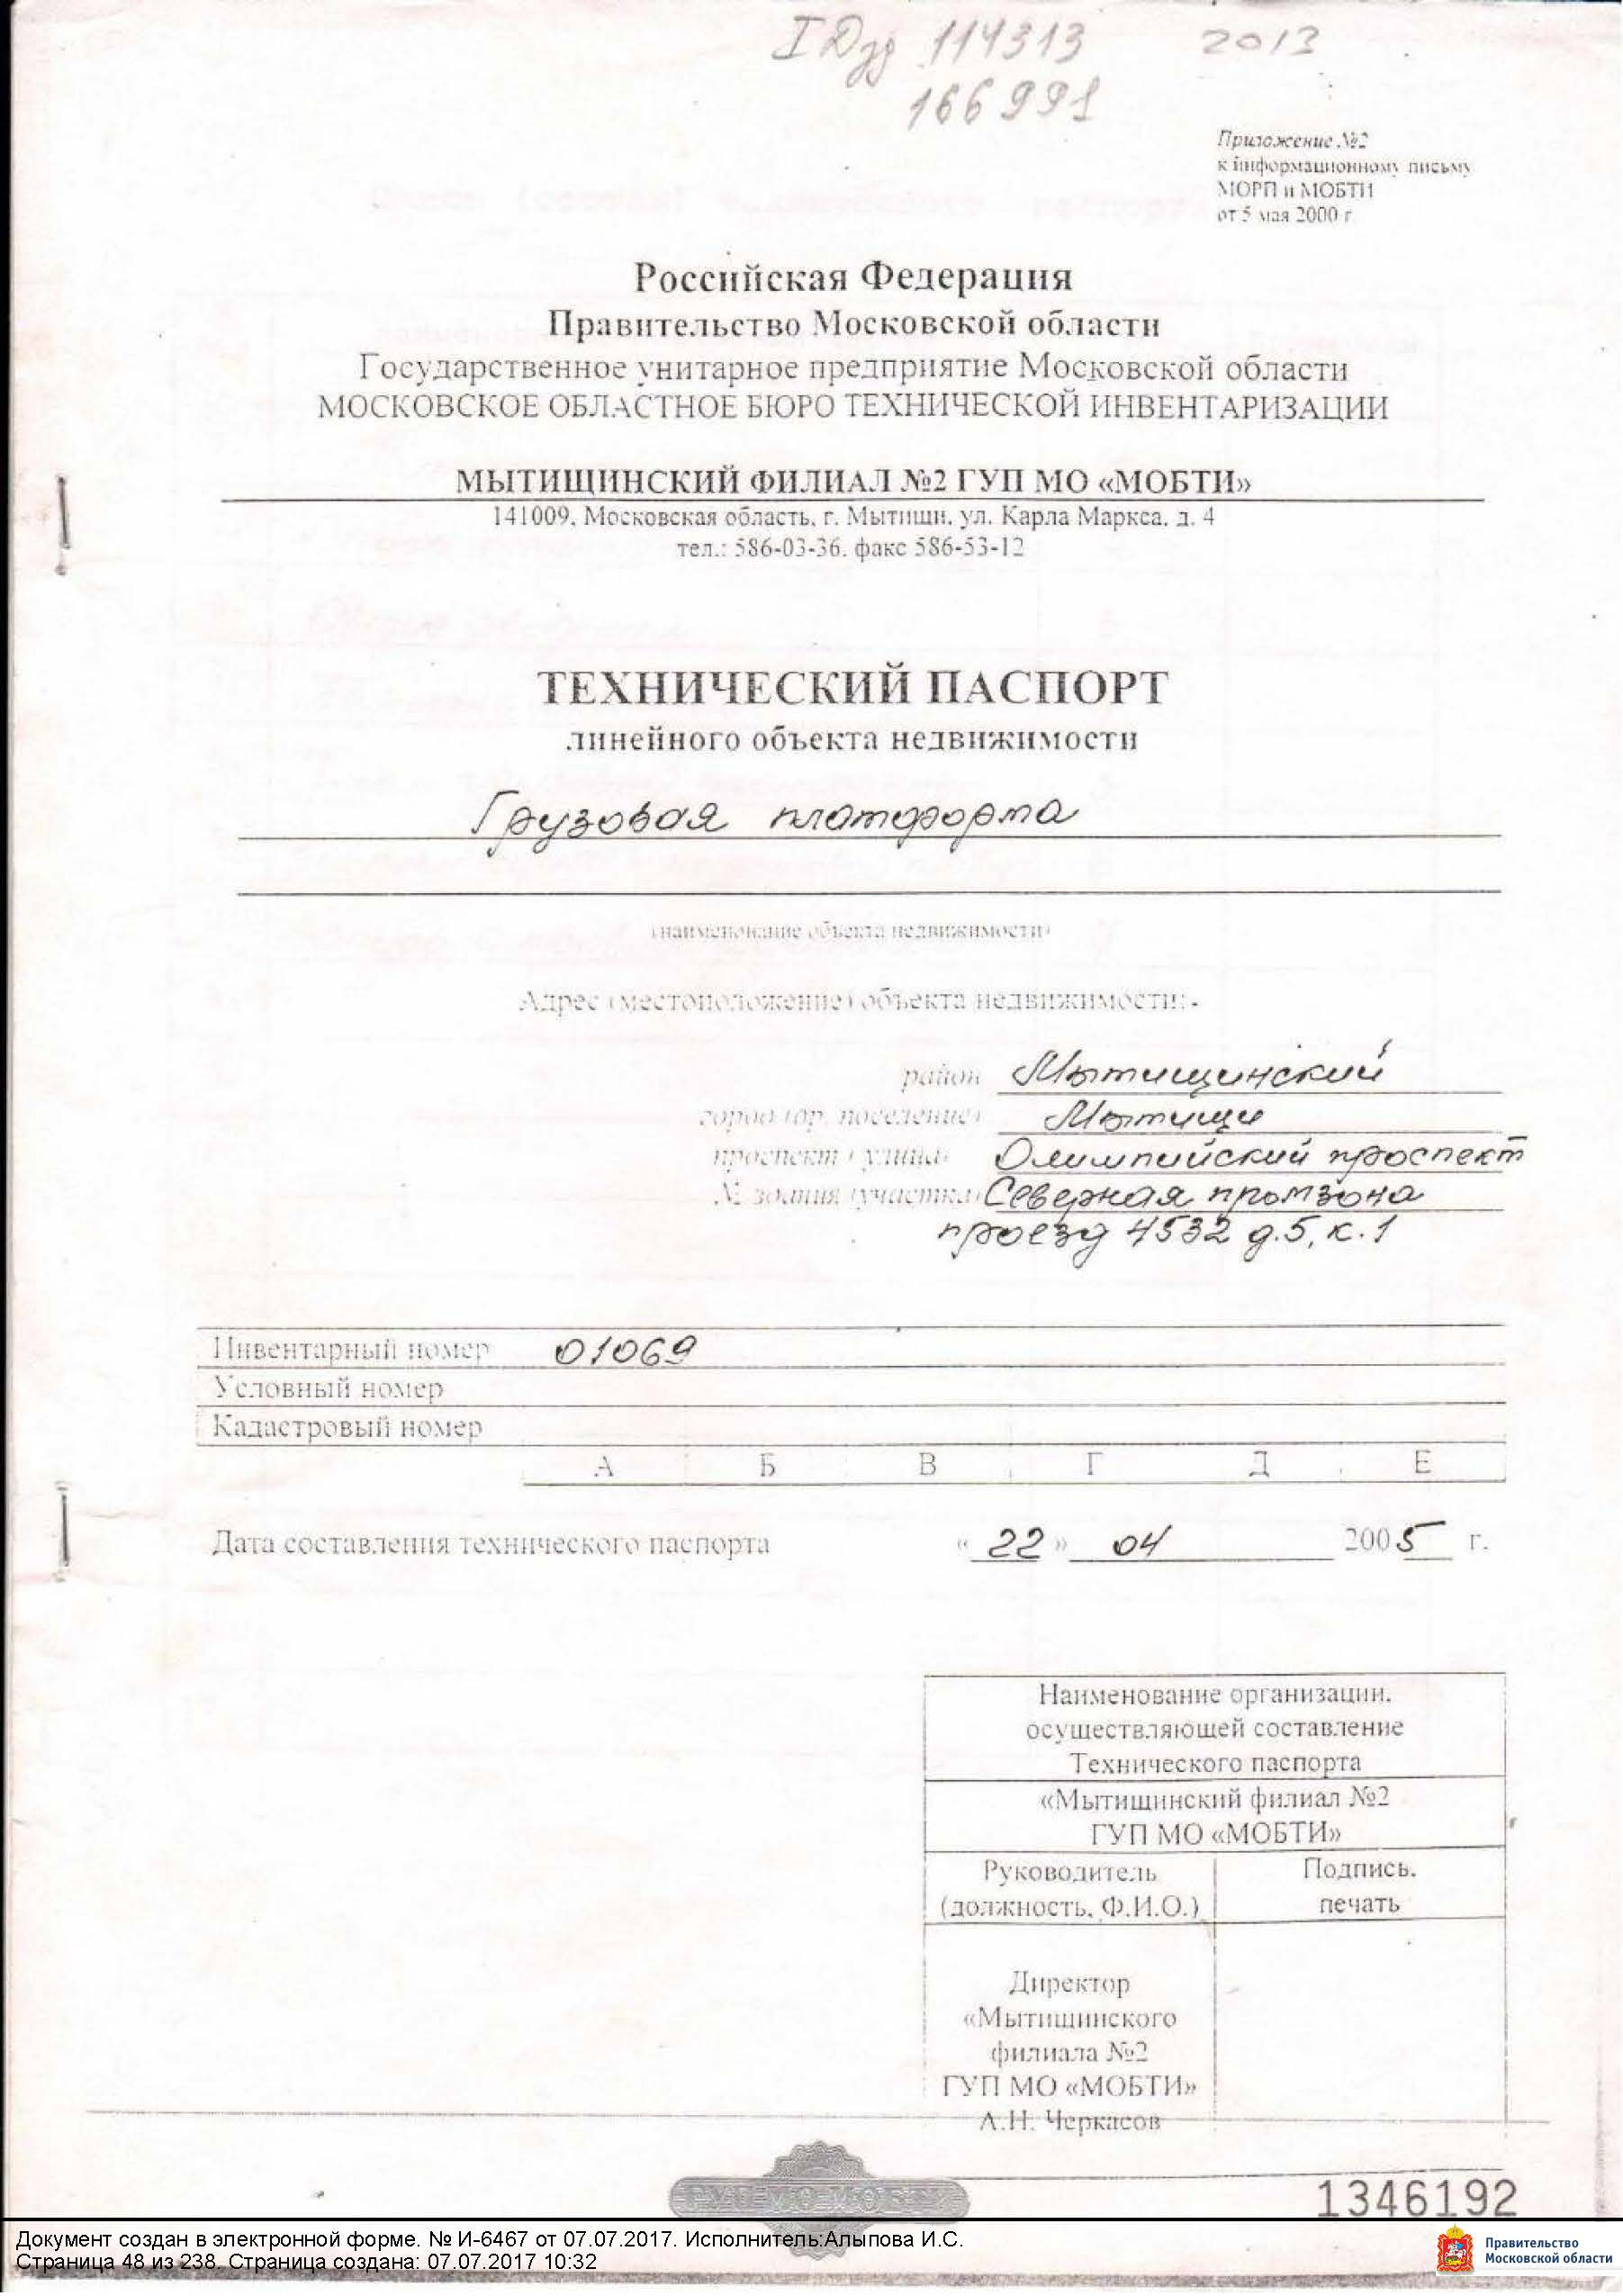 IDзд 114313 2013
166991
Приложение №2
к информационному письму
МОРП и МОБТИ
от 5 мая 2000 г
Российская Федерация
Правительство Московской области
Государственное унитарное предприятие Московской области
МОСКОВСКОЕ ОБЛАСТНОЕ БЮРО ТЕХНИЧЕСКОЙ ИНВЕНТАРИЗАЦИИ
МЫТИЩИНСКИЙ ФИЛИАЛ №2 ГУП МО «МОБТИ»
141009, Московская область, г. Мытищи, ул. Карла Маркса, д. 4
тел.: 586-03-36, факс 586-53-12
ТЕХНИЧЕСКИЙ ПАСПОРТ
линейного объекта недвижимости
Грузовая платформа
(наименование объекта недвижимости)
Адрес (местоположение) объекта недвижимости:-
район Мытищинский
город (ор. поселение) Мытищи
проспект (улица) Олимпийский проспект
№ здания (участка) Северная промзона
проезд 4532 д.5, к.1
Инвентарный номер 01069
Условный номер
Кадастровый номер
А Б В Г Д Е
Дата составления технического паспорта « 22 » 04 2005 г.
Наименование организации,
осуществляющей составление
Технического паспорта
«Мытищинский филиал №2
ГУП МО «МОБТИ»
Руководитель (должность, Ф.И.О.)
Подпись, печать
Директор
«Мытищинского
филиала №2
ГУП МО «МОБТИ»
А.Н. Черкасов
ГУП МО МОБТИ
1346192
Документ создан в электронной форме. № И-6467 от 07.07.2017. Исполнитель:Алыпова И.С.
Страница 48 из 238. Страница создана: 07.07.2017 10:32
Правительство
Московской области